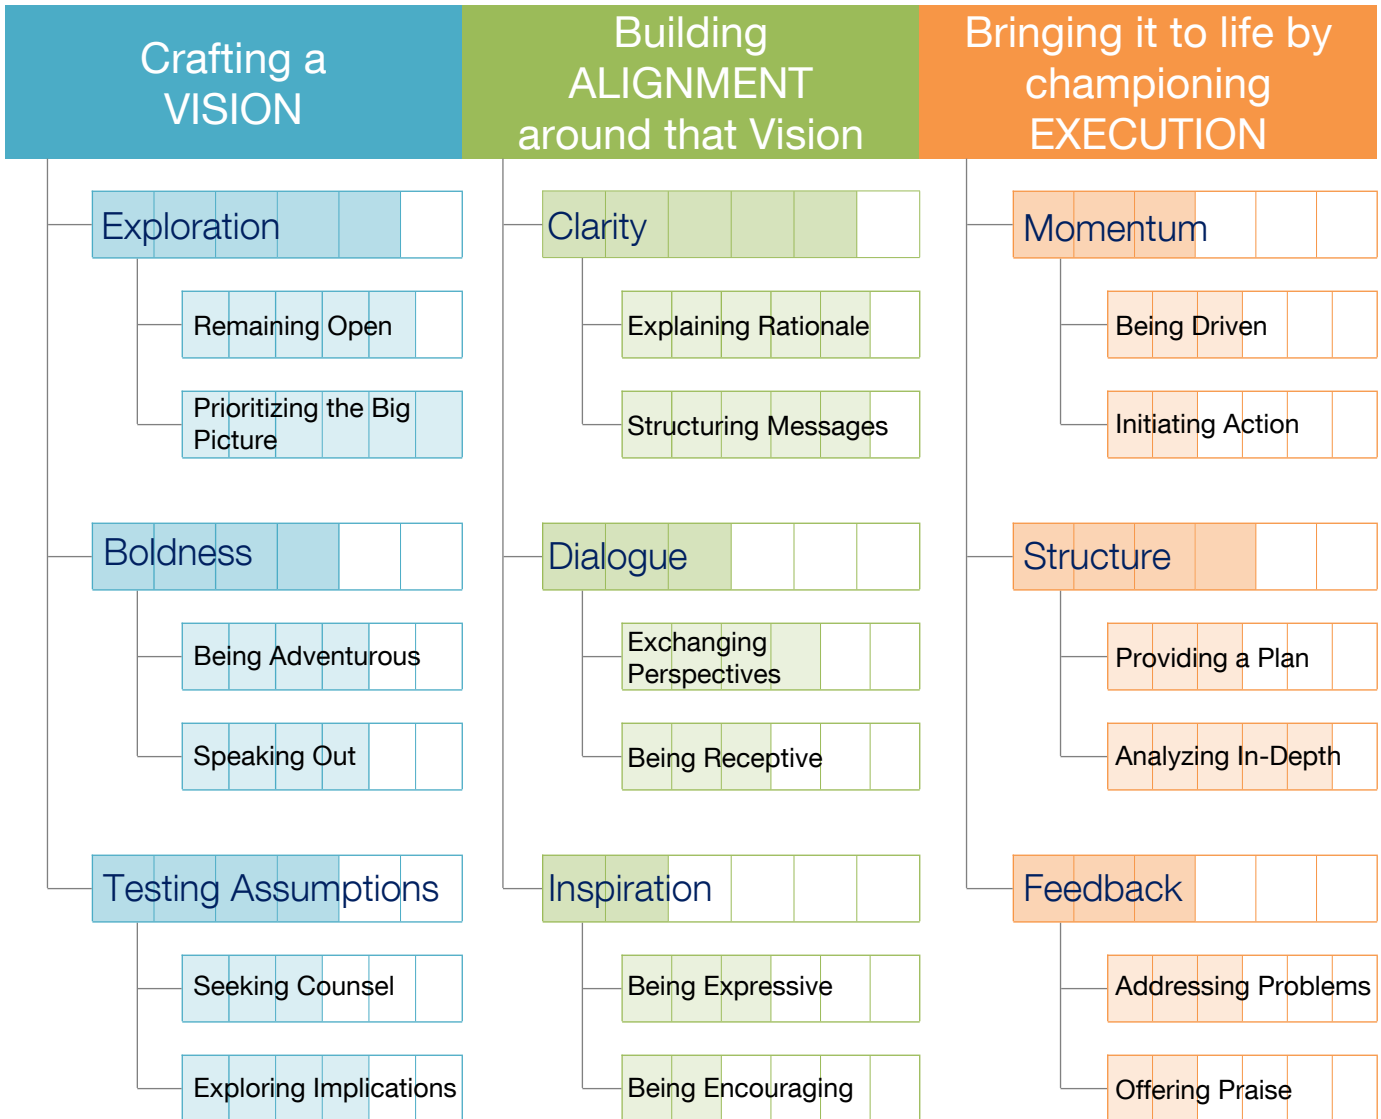 Crafting a
VISION
Exploration
Remaining Open
Prioritizing the Big
Picture
Boldness
Being Adventurous
Speaking Out
Testing Assumptions
Seeking Counsel
Exploring Implications
Building
ALIGNMENT
around that Vision
Clarity
Explaining Rationale
Structuring Messages
Dialogue
Exchanging
Perspectives
Being Receptive
Inspiration
Being Expressive
Being Encouraging
Bringing it to life by
championing
EXECUTION
Momentum
Being Driven
Initiating Action
Structure
Providing a Plan
Analyzing In-Depth
Feedback
Addressing Problems
Offering Praise